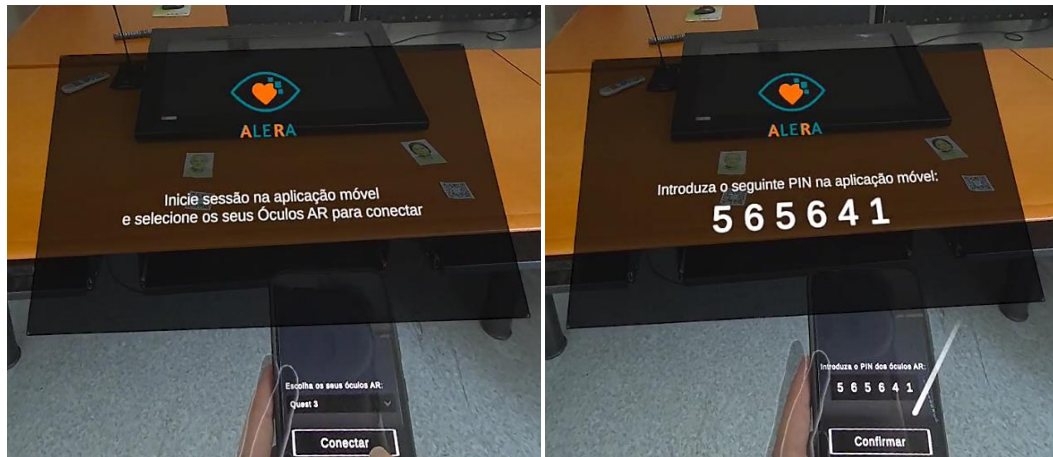 ALERA
Inicie sessão na aplicação móvel
e selecione os seus Óculos AR para conectar
Escolha os seus óculos AR:
Quest 3
Conectar
ALERA
Introduza o seguinte PIN na aplicação móvel:
5 6 5 6 4 1
Introduza o PIN dos óculos AR:
5 6 5 6 4 1
Confirmar